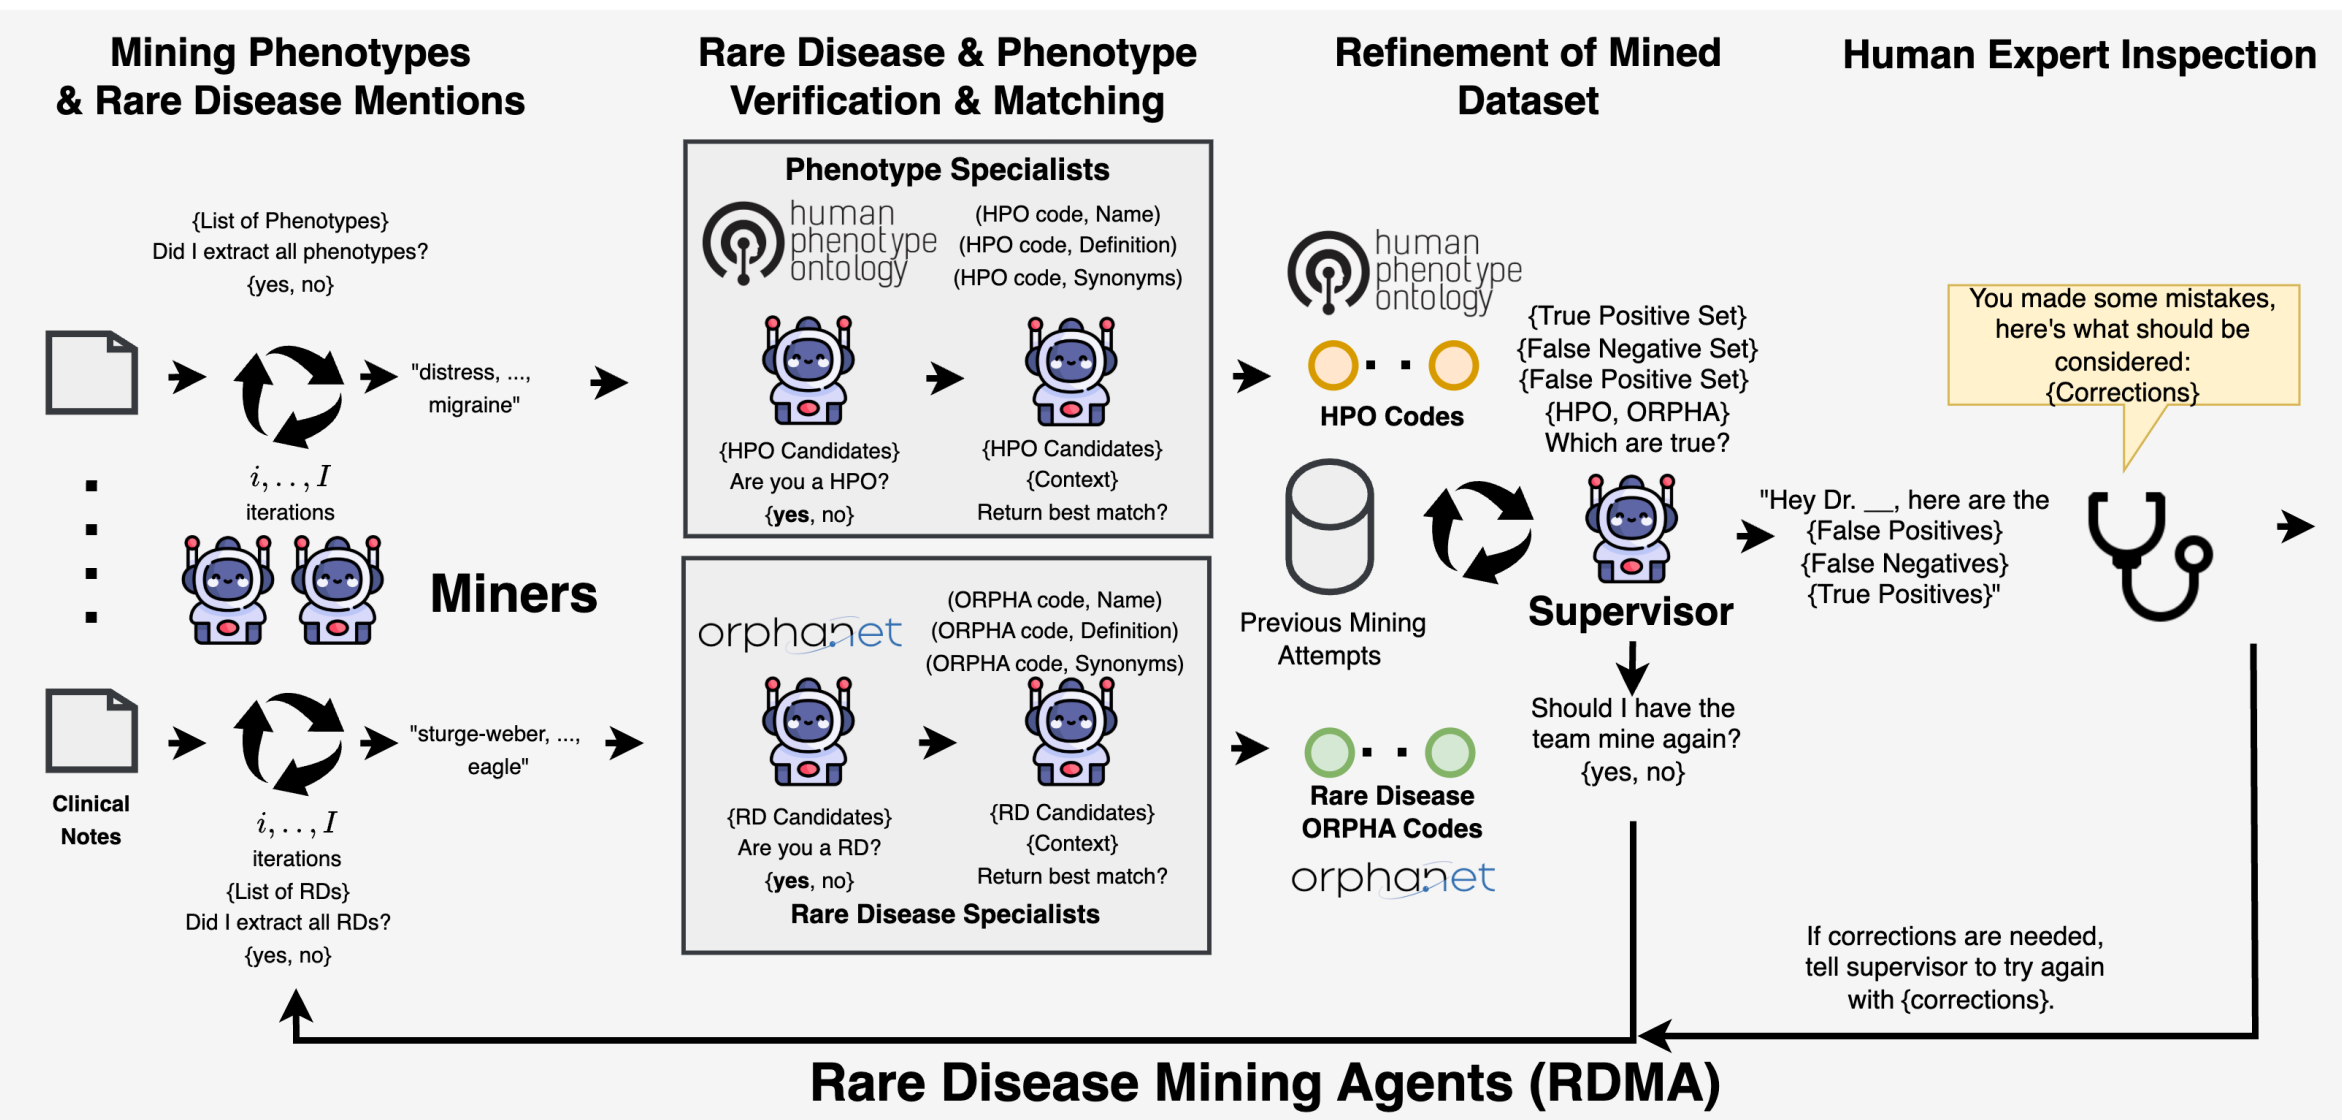 Mining Phenotypes
& Rare Disease Mentions
{List of Phenotypes}
Did I extract all phenotypes?
{yes, no}
"distress, ...,
migraine"
i,..,I
iterations
Miners
"sturge-weber, ...,
eagle"
Clinical
Notes
i,..,I
iterations
{List of RDs}
Did I extract all RDs?
{yes, no}
Rare Disease & Phenotype
Verification & Matching
Phenotype Specialists
human
phenotype
ontology
(HPO code, Name)
(HPO code, Definition)
(HPO code, Synonyms)
{HPO Candidates}
Are you a HPO?
{yes, no}
{HPO Candidates}
{Context}
Return best match?
orphanet
(ORPHA code, Name)
(ORPHA code, Definition)
(ORPHA code, Synonyms)
{RD Candidates}
Are you a RD?
{yes, no}
{RD Candidates}
{Context}
Return best match?
Rare Disease Specialists
Refinement of Mined
Dataset
human
phenotype
ontology
HPO Codes
{True Positive Set}
{False Negative Set}
{False Positive Set}
{HPO, ORPHA}
Which are true?
Previous Mining
Attempts
Supervisor
Should I have the
team mine again?
{yes, no}
Rare Disease
ORPHA Codes
orphanet
Human Expert Inspection
You made some mistakes,
here's what should be
considered:
{Corrections}
"Hey Dr. __, here are the
{False Positives}
{False Negatives}
{True Positives}"
If corrections are needed,
tell supervisor to try again
with {corrections}.
Rare Disease Mining Agents (RDMA)